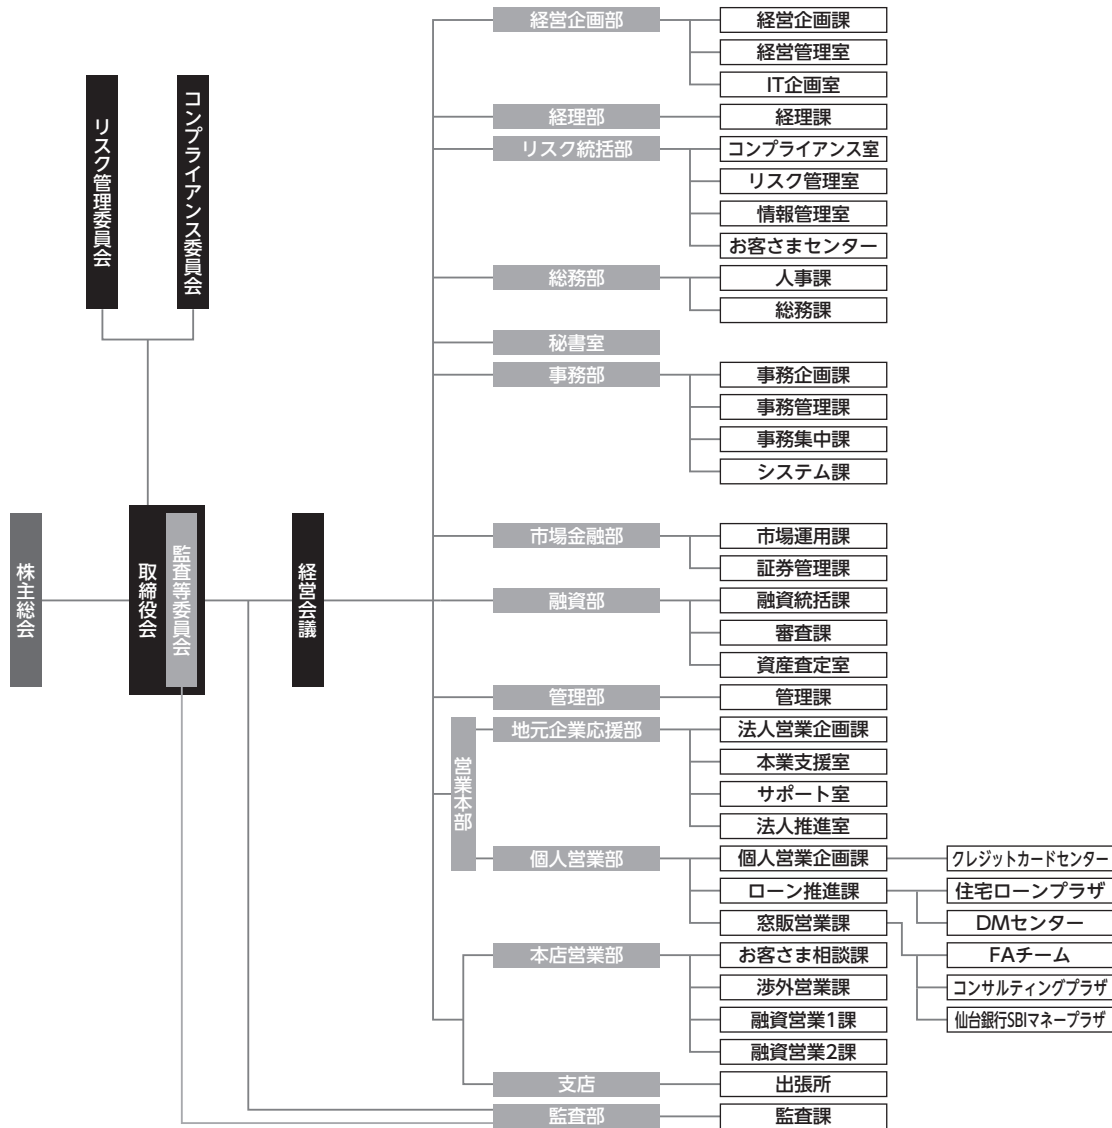 株主総会
取締役会
監査等委員会
リスク管理委員会
コンプライアンス委員会
経営会議
経営企画部
経営企画課
経営管理室
IT企画室
経理部
経理課
リスク統括部
コンプライアンス室
リスク管理室
情報管理室
お客さまセンター
総務部
人事課
総務課
秘書室
事務部
事務企画課
事務管理課
事務集中課
システム課
市場金融部
市場運用課
証券管理課
融資部
融資統括課
審査課
資産査定室
管理部
管理課
営業本部
地元企業応援部
法人営業企画課
本業支援室
サポート室
法人推進室
個人営業部
個人営業企画課
クレジットカードセンター
ローン推進課
住宅ローンプラザ
DMセンター
窓販営業課
FAチーム
コンサルティングプラザ
仙台銀行SBIマネープラザ
本店営業部
お客さま相談課
渉外営業課
融資営業1課
融資営業2課
支店
出張所
監査部
監査課